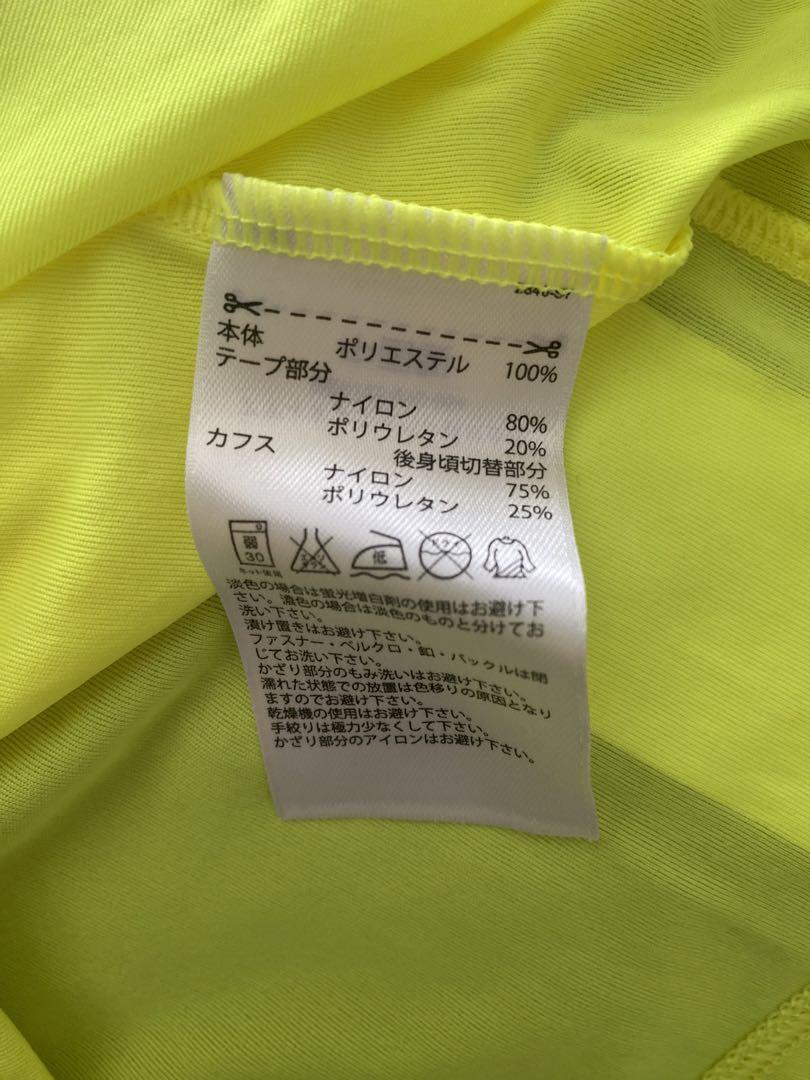 本体 ポリエステル 100%
テープ部分
ナイロン 80%
ポリウレタン 20%
カフス 後身頃切替部分
ナイロン 75%
ポリウレタン 25%
弱 30 低 ドライ
ネット使用
淡色の場合は蛍光増白剤の使用はお避け下
さい。濃色の場合は淡色のものと分けてお
洗い下さい。
漬け置きはお避け下さい。
ファスナー・ベルクロ・釦・バックルは閉
じてお洗い下さい。
かざり部分のもみ洗いはお避け下さい。
濡れた状態での放置は色移りの原因となり
ますのでお避け下さい。
乾燥機の使用はお避け下さい。
手絞りは極力少なくして下さい。
かざり部分のアイロンはお避け下さい。